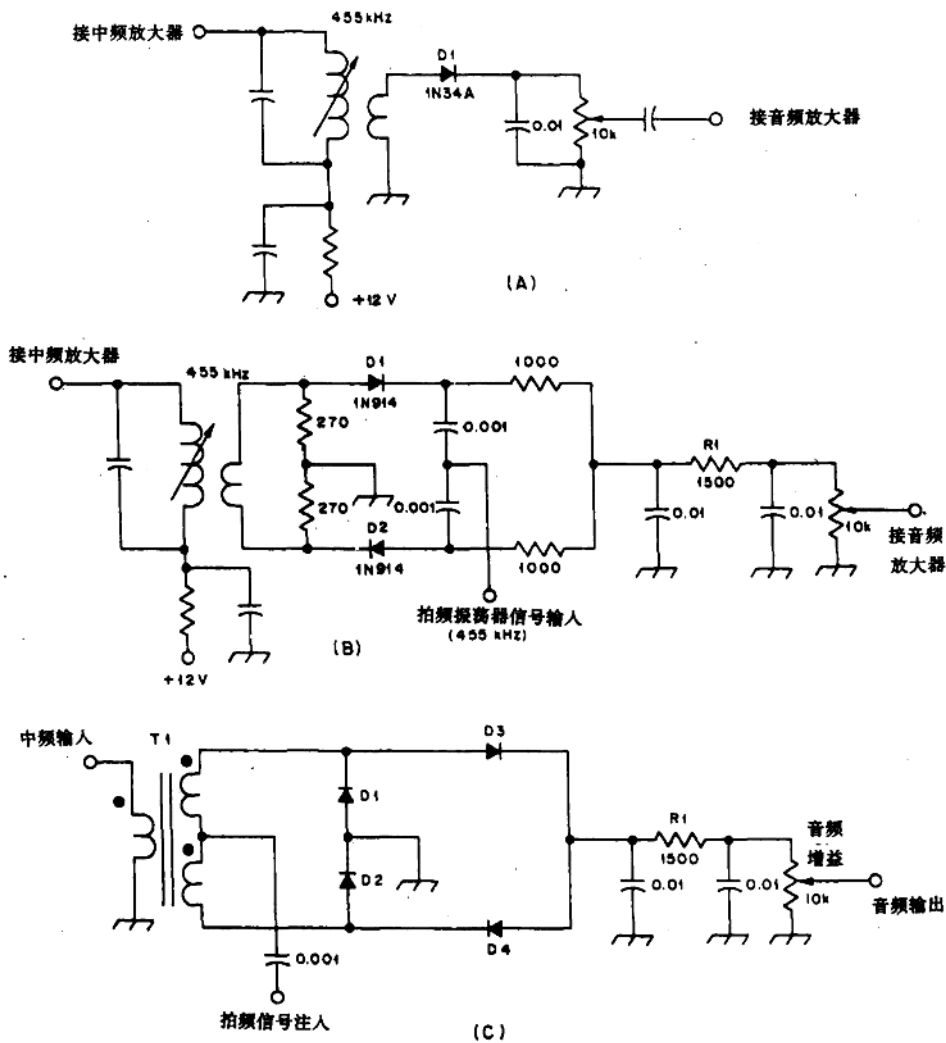 455kHz
接中频放大器
D1
1N34A
0.01
10k
接音频放大器
+12V
(A)
接中频放大器
455 kHz
D1
1N914
1000
270
0.001
R1
1500
270
0.001
0.01
0.01
10k
D2
1N914
1000
接音频
放大器
拍频振荡器信号输入
(455 kHz)
+12V
(B)
中频输入
T1
D3
D1
R1
1500
音频
增益
D2
0.01
0.01
10k
音频输出
D4
0.001
拍频信号注入
(C)